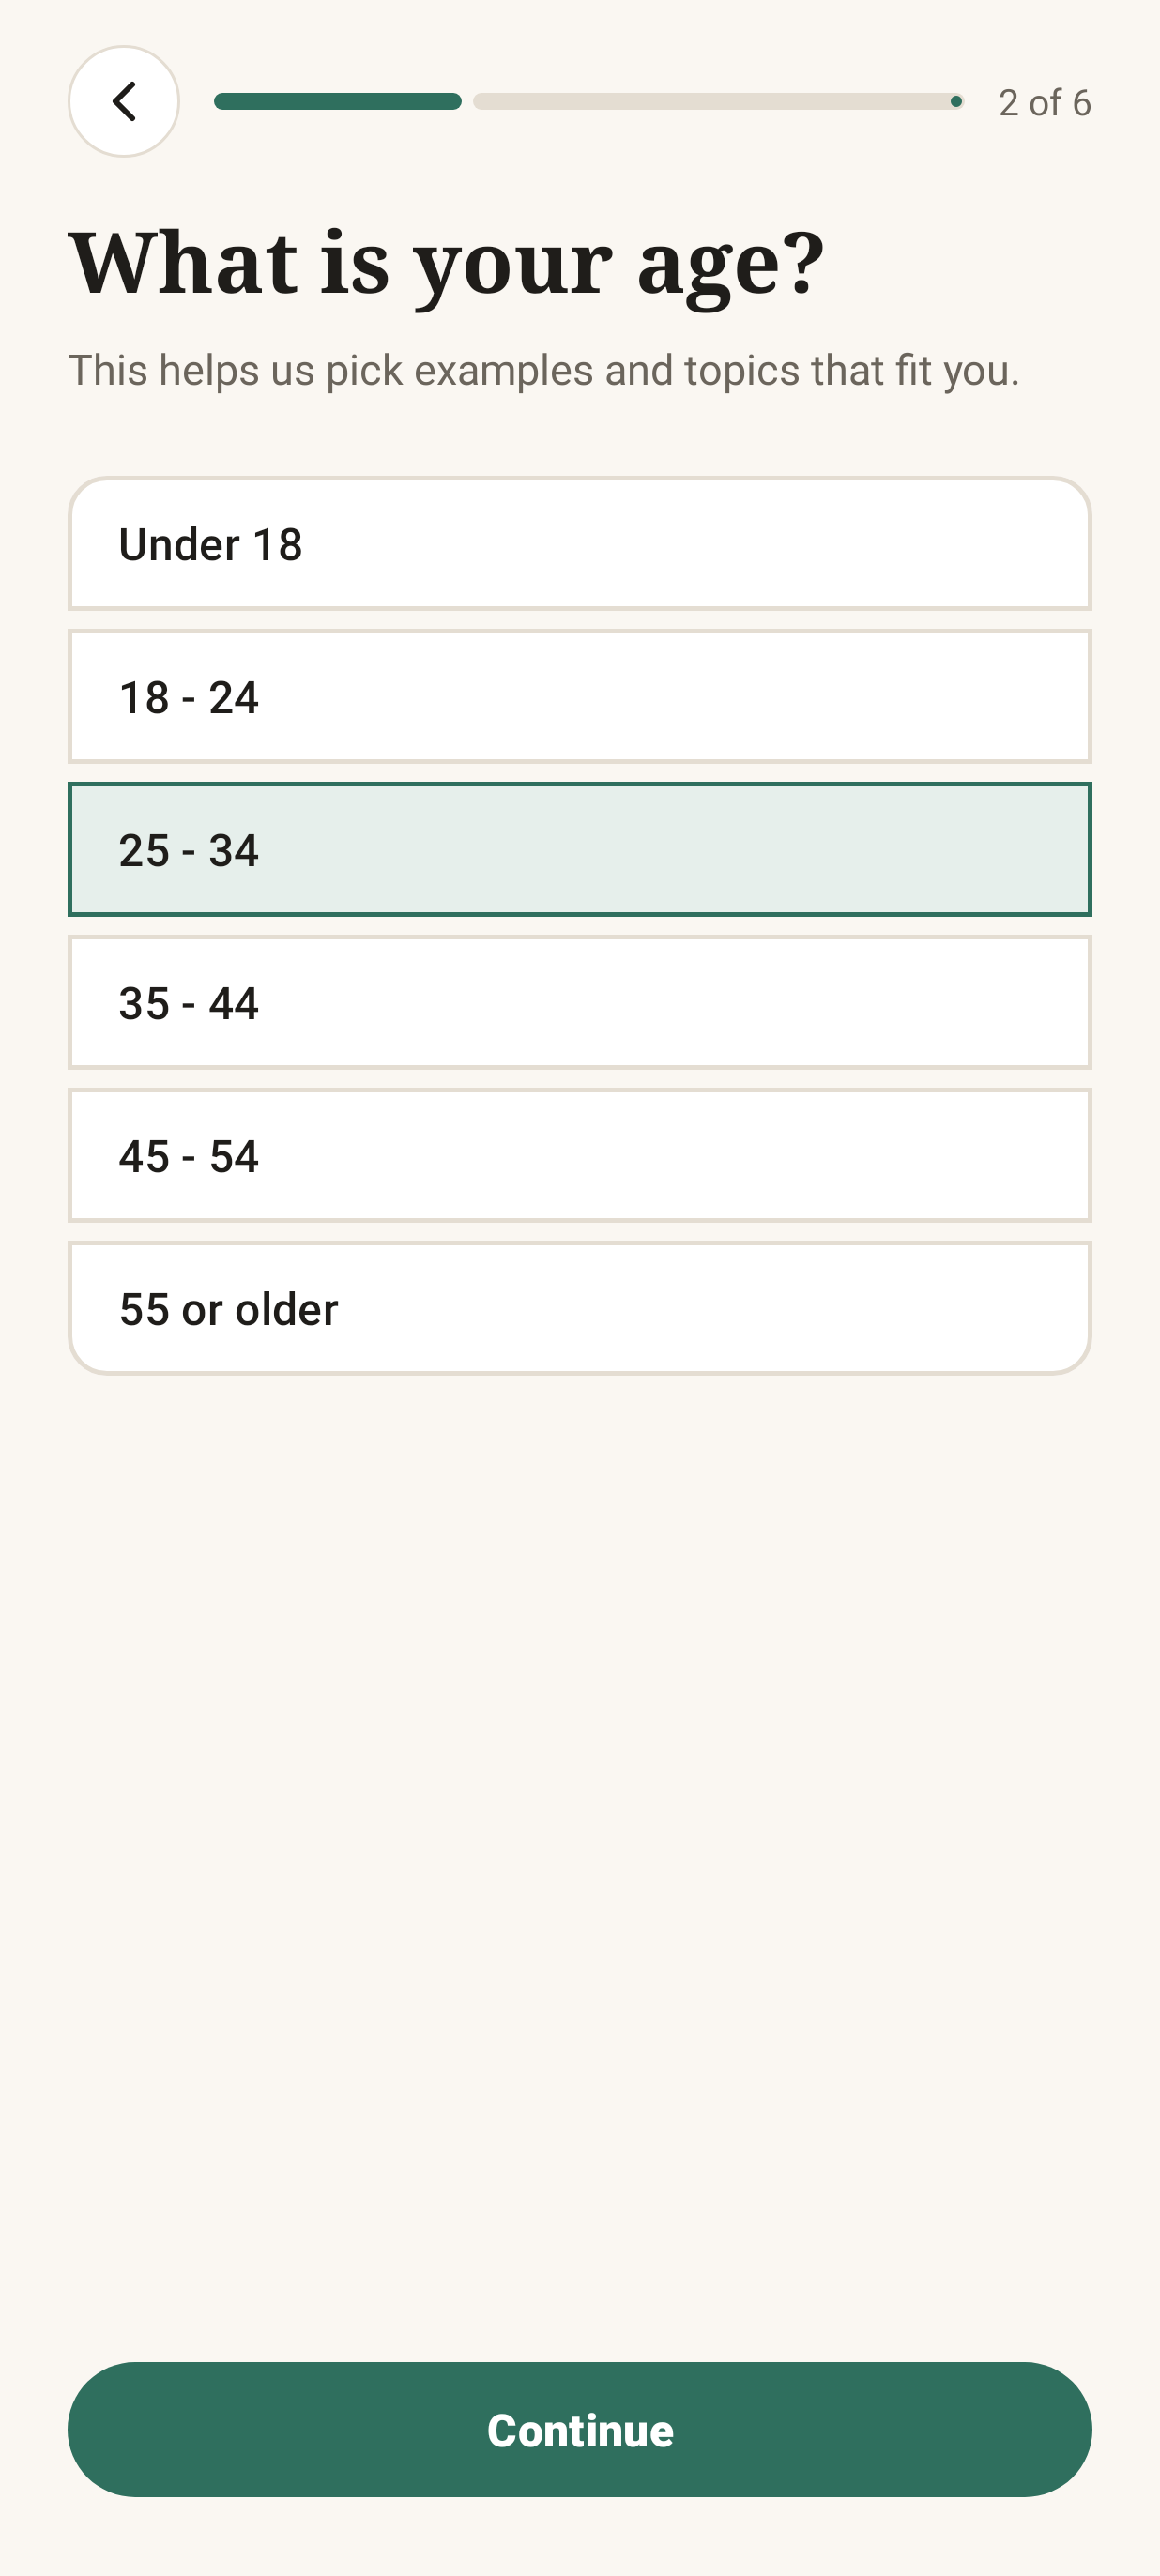 2 of 6
What is your age?
This helps us pick examples and topics that fit you.
Under 18
18 - 24
25 - 34
35 - 44
45 - 54
55 or older
Continue